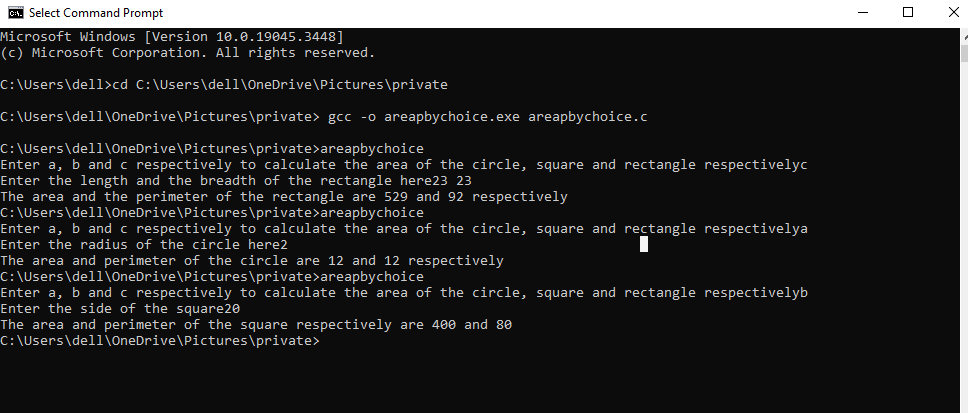 Select Command Prompt
Microsoft Windows [Version 10.0.19045.3448]
(c) Microsoft Corporation. All rights reserved.
C:\Users\dell>cd C:\Users\dell\OneDrive\Pictures\private
C:\Users\dell\OneDrive\Pictures\private> gcc -o areapbychoice.exe areapbychoice.c
C:\Users\dell\OneDrive\Pictures\private>areapbychoice
Enter a, b and c respectively to calculate the area of the circle, square and rectangle respectivelyc
Enter the length and the breadth of the rectangle here23 23
The area and the perimeter of the rectangle are 529 and 92 respectively
C:\Users\dell\OneDrive\Pictures\private>areapbychoice
Enter a, b and c respectively to calculate the area of the circle, square and rectangle respectivelya
Enter the radius of the circle here2
The area and perimeter of the circle are 12 and 12 respectively
C:\Users\dell\OneDrive\Pictures\private>areapbychoice
Enter a, b and c respectively to calculate the area of the circle, square and rectangle respectivelyb
Enter the side of the square20
The area and perimeter of the square respectively are 400 and 80
C:\Users\dell\OneDrive\Pictures\private>